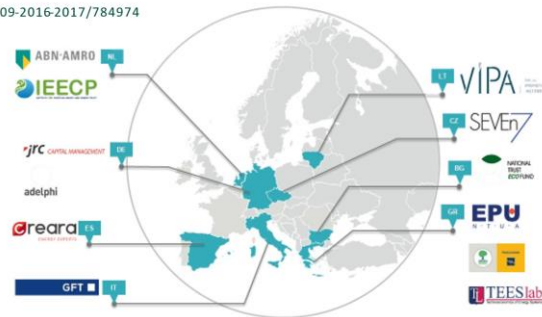 09-2016-2017/784974
ABN·AMRO
NL
IEECP
jrc CAPITAL MANAGEMENT
DE
adelphi
creara
ES
GFT
IT
LT
VIPA
CZ
SEVEn
BG
NATIONAL
TRUST
ECOFUND
GR
EPU
N·T·U·A
TEESlab